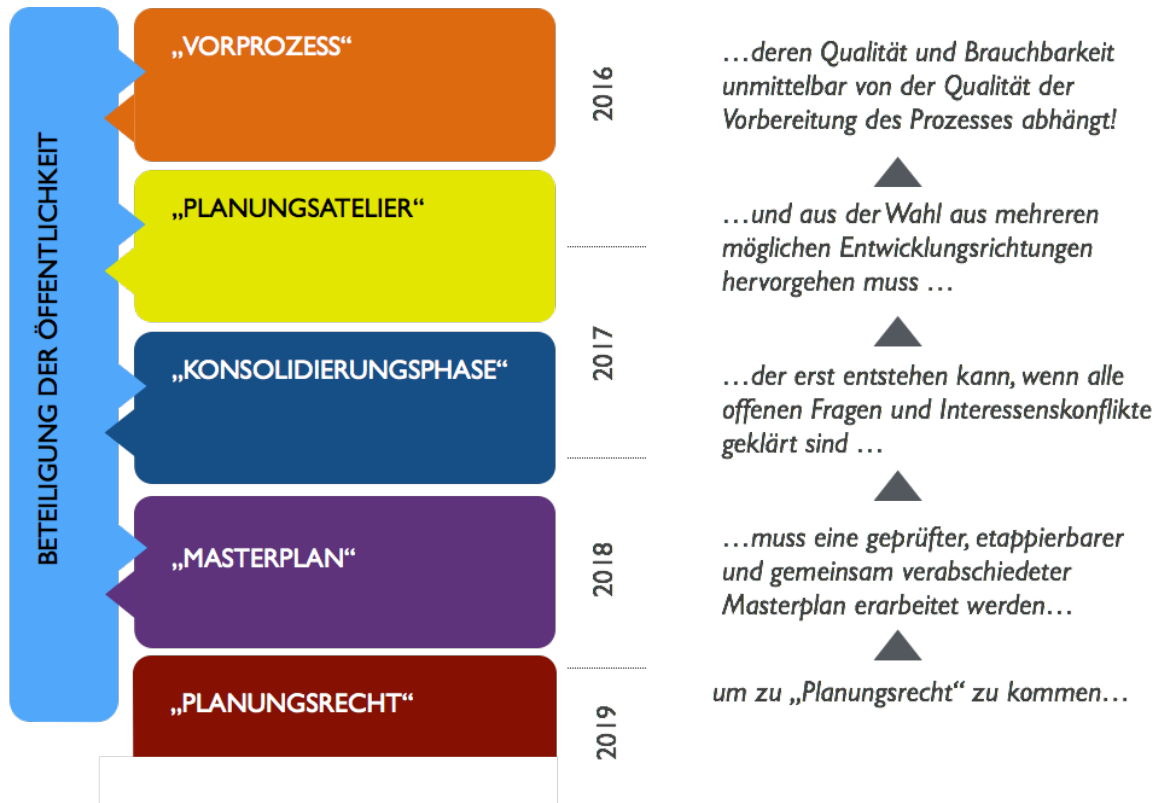 BETEILIGUNG DER ÖFFENTLICHKEIT
„VORPROZESS“
„PLANUNGSATELIER“
„KONSOLIDIERUNGSPHASE“
„MASTERPLAN“
„PLANUNGSRECHT“
2016
2017
2018
2019
…deren Qualität und Brauchbarkeit
unmittelbar von der Qualität der
Vorbereitung des Prozesses abhängt!
…und aus der Wahl aus mehreren
möglichen Entwicklungsrichtungen
hervorgehen muss …
…der erst entstehen kann, wenn alle
offenen Fragen und Interessenskonflikte
geklärt sind …
…muss eine geprüfter, etappierbarer
und gemeinsam verabschiedeter
Masterplan erarbeitet werden…
um zu „Planungsrecht“ zu kommen…